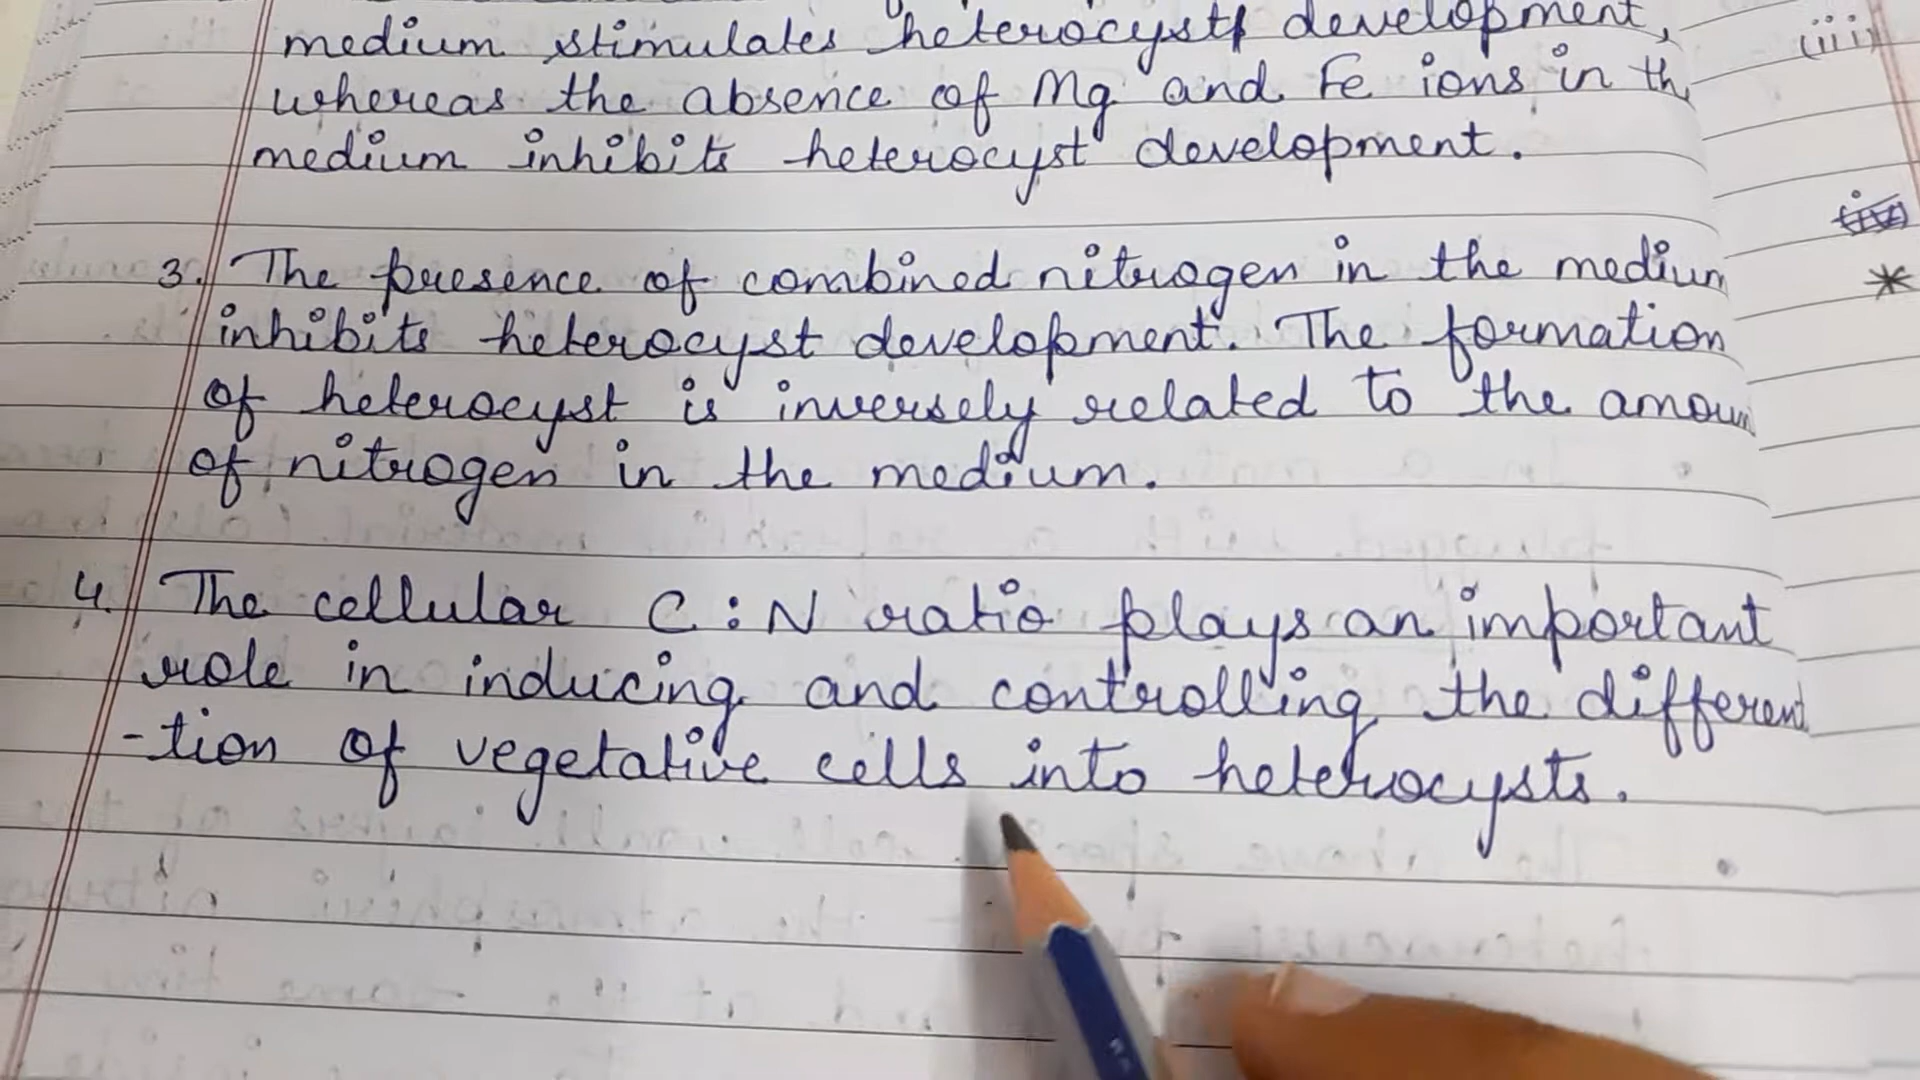 medium stimulates heterocyst development,
whereas the absence of Mg and Fe ions in th
medium inhibits heterocyst development.
3. The presence of combined nitrogen in the medium
inhibits heterocyst development. The formation
of heterocyst is inversely related to the amoun
of nitrogen in the medium.
4. The cellular C:N ratio plays an important
role in inducing and controlling the different
-tion of vegetative cells into heterocysts.
(iii)
*